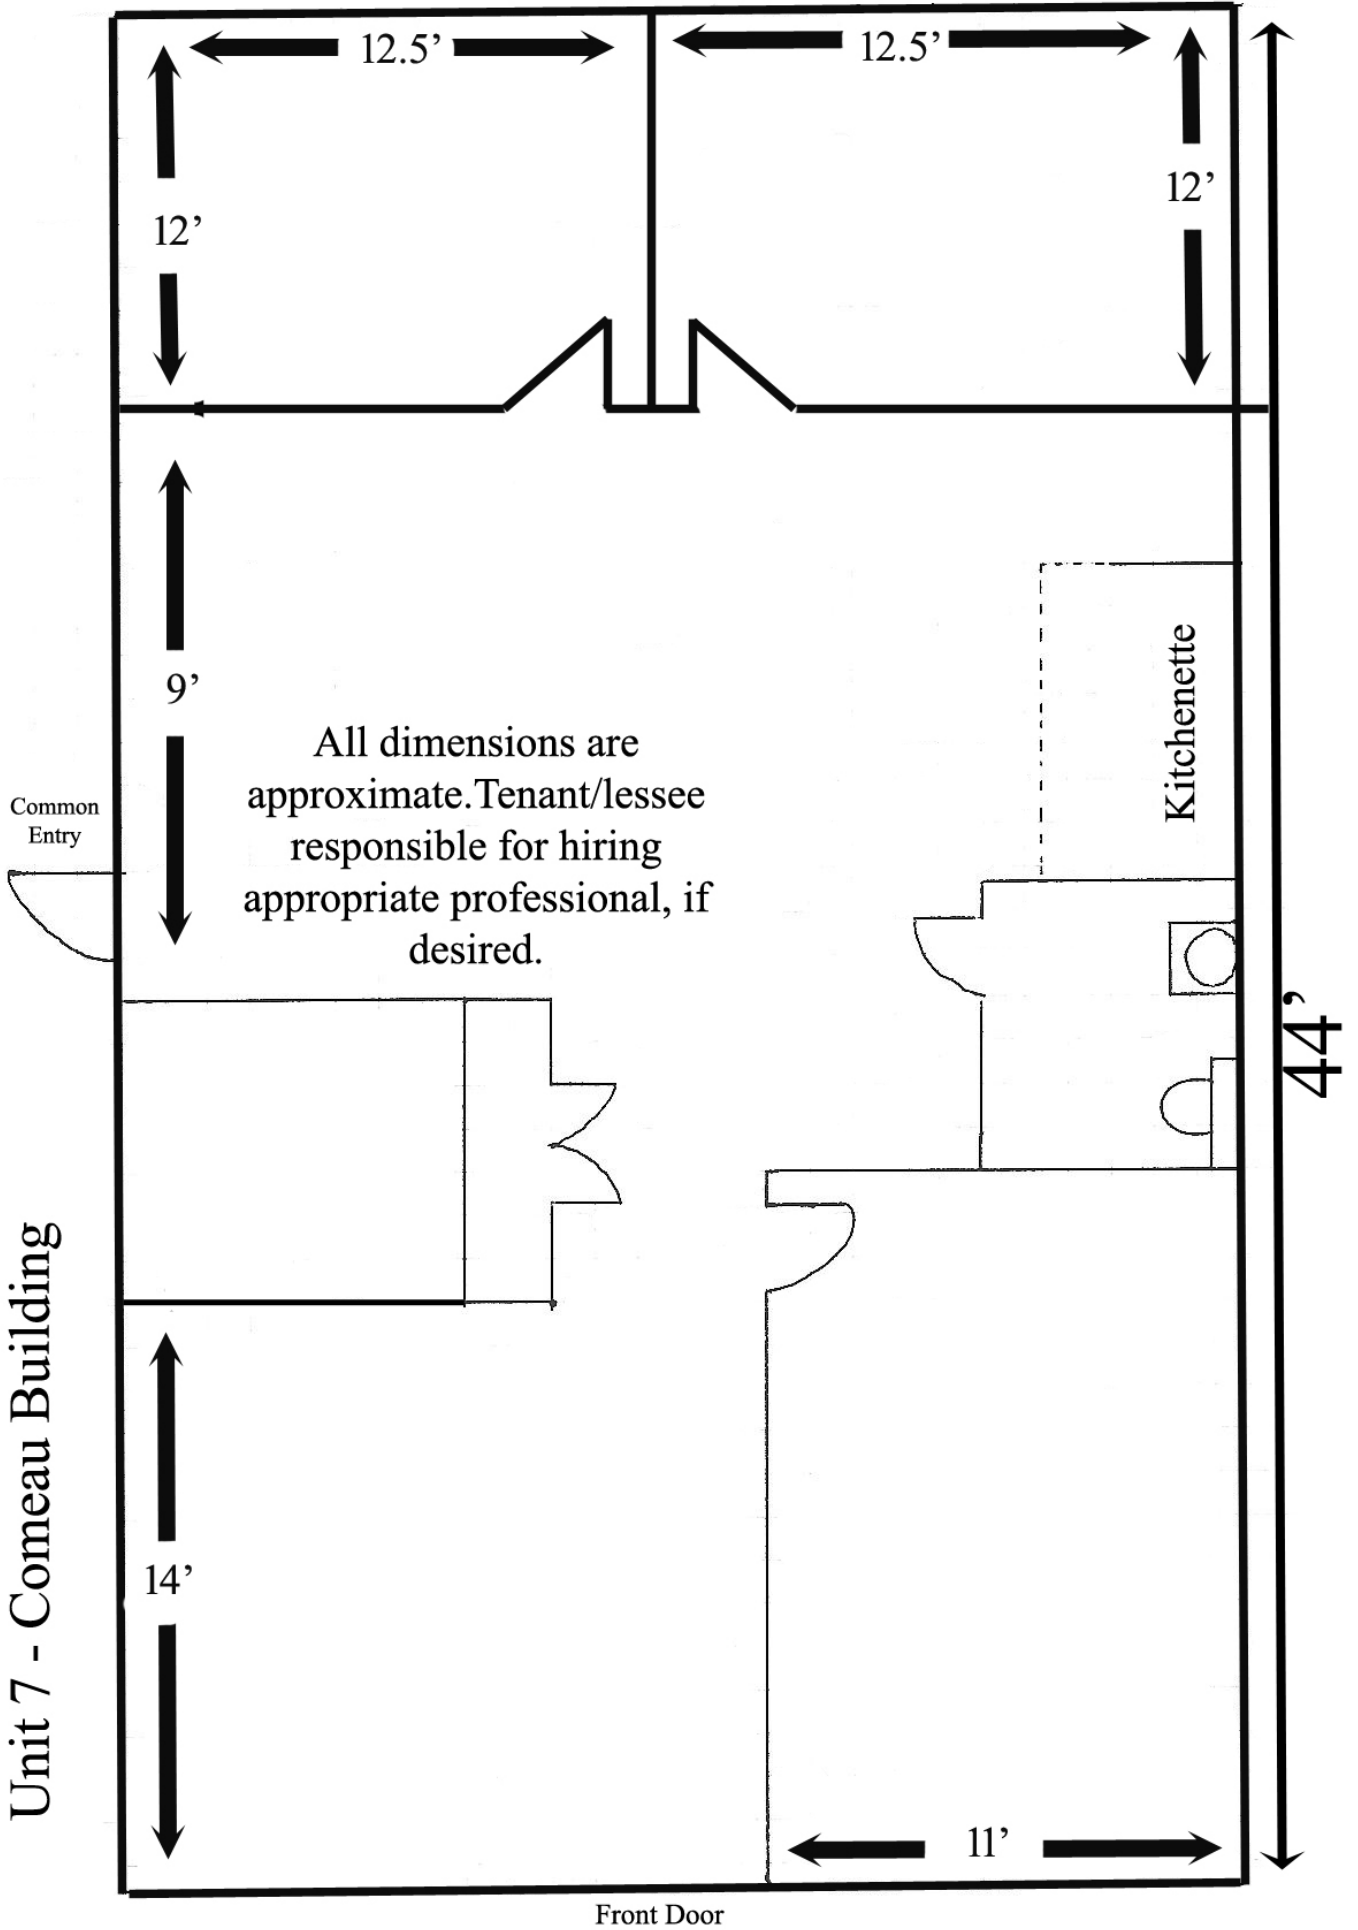 12.5’
12.5’
12’
12’
9’
All dimensions are
approximate.Tenant/lessee
responsible for hiring
appropriate professional, if
desired.
Kitchenette
Common
Entry
44’
Unit 7 - Comeau Building
14’
11’
Front Door